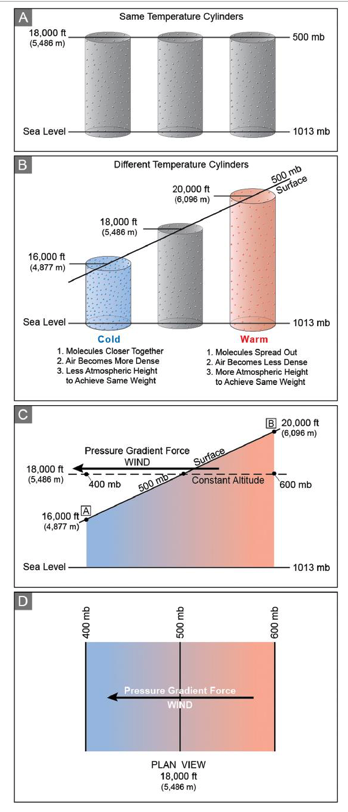 A
Same Temperature Cylinders
18,000 ft
(5,486 m)
500 mb
Sea Level
1013 mb
B
Different Temperature Cylinders
500 mb
Surface
20,000 ft
(6,096 m)
18,000 ft
(5,486 m)
16,000 ft
(4,877 m)
Sea Level
1013 mb
Cold
1. Molecules Closer Together
2. Air Becomes More Dense
3. Less Atmospheric Height
to Achieve Same Weight
Warm
1. Molecules Spread Out
2. Air Becomes Less Dense
3. More Atmospheric Height
to Achieve Same Weight
C
B
20,000 ft
(6,096 m)
Pressure Gradient Force
WIND
Surface
18,000 ft
(5,486 m)
400 mb
500 mb
Constant Altitude
600 mb
A
16,000 ft
(4,877 m)
Sea Level
1013 mb
D
400 mb
500 mb
600 mb
Pressure Gradient Force
WIND
PLAN VIEW
18,000 ft
(5,486 m)